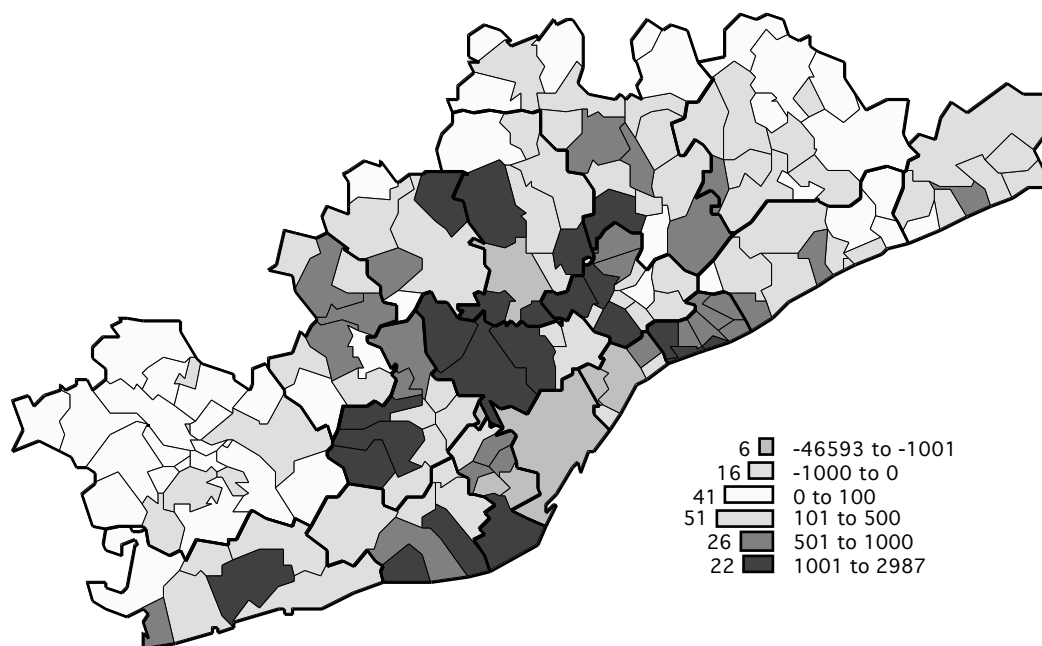 6 -46593 to -1001
16 -1000 to 0
41 0 to 100
51 101 to 500
26 501 to 1000
22 1001 to 2987